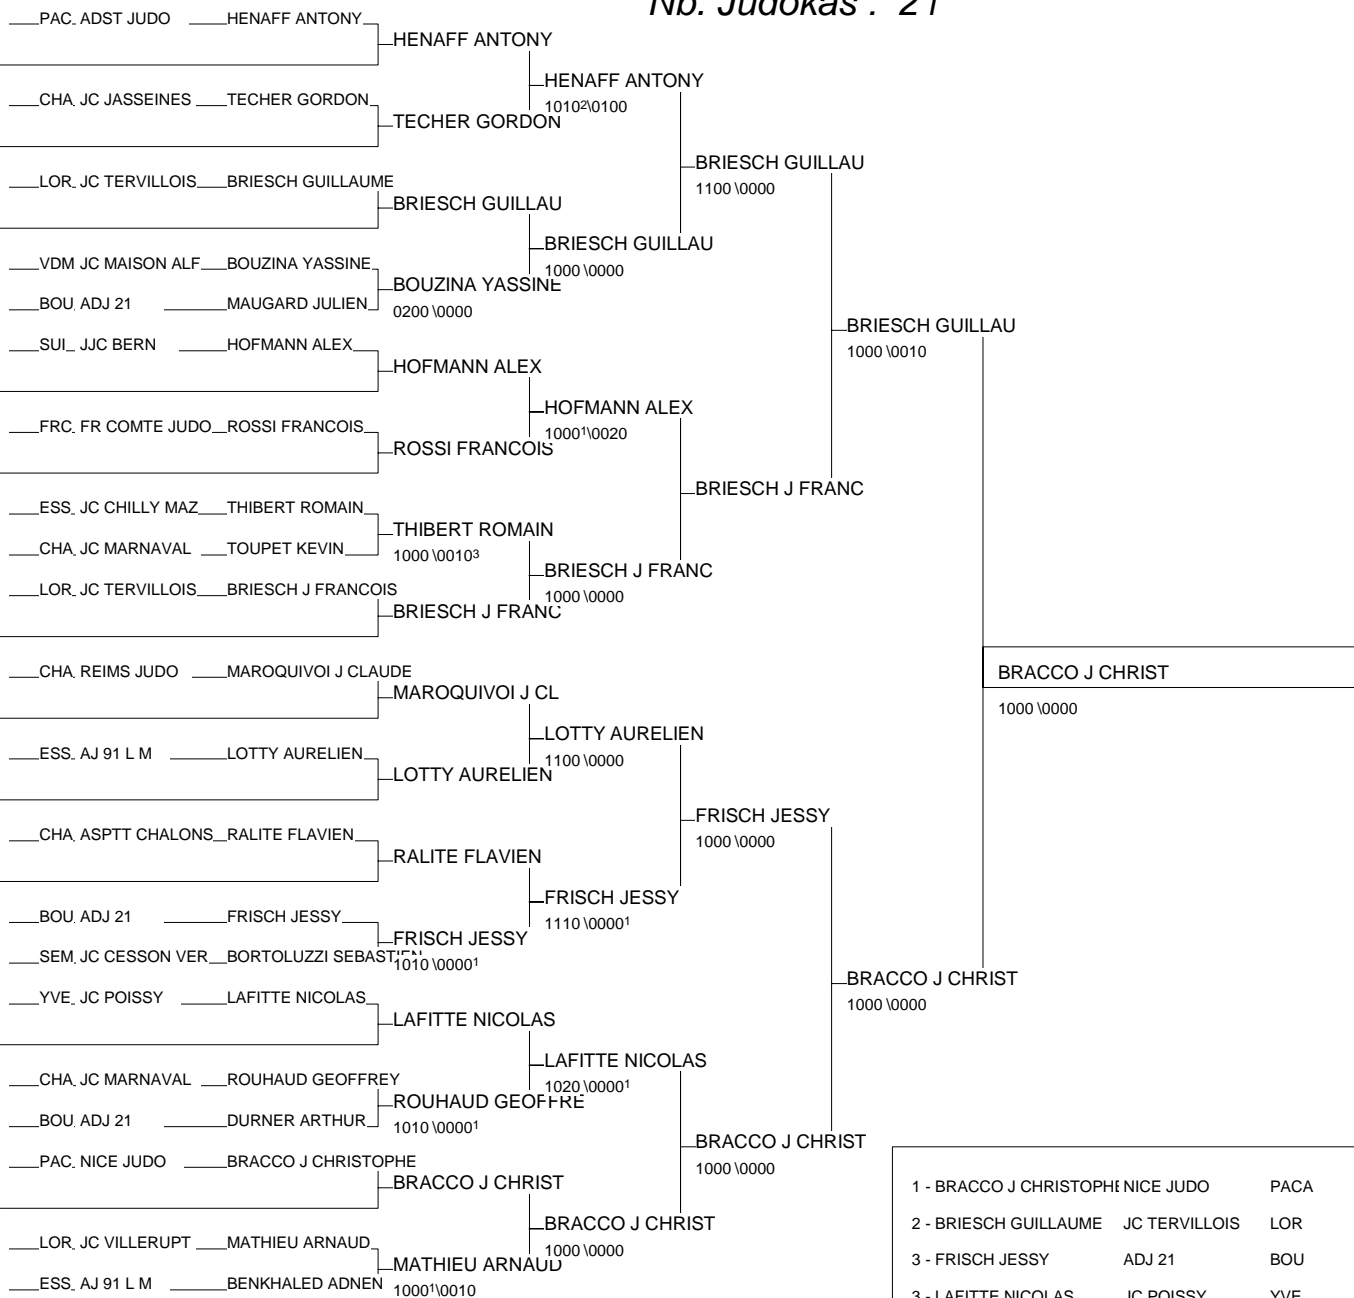 Nb. Judokas : 21
PAC ADST JUDO HENAFF ANTONY
HENAFF ANTONY
HENAFF ANTONY
1010²\0100
CHA JC JASSEINES TECHER GORDON
TECHER GORDON
BRIESCH GUILLAU
1100 \0000
LOR JC TERVILLOIS BRIESCH GUILLAUME
BRIESCH GUILLAU
BRIESCH GUILLAU
1000 \0000
VDM JC MAISON ALF BOUZINA YASSINE
BOUZINA YASSINE
0200 \0000
BOU ADJ 21 MAUGARD JULIEN
BRIESCH GUILLAU
1000 \0010
SUI JJC BERN HOFMANN ALEX
HOFMANN ALEX
HOFMANN ALEX
1000¹\0020
FRC FR COMTE JUDO ROSSI FRANCOIS
ROSSI FRANCOIS
BRIESCH J FRANC
ESS JC CHILLY MAZ THIBERT ROMAIN
THIBERT ROMAIN
1000 \0010³
CHA JC MARNAVAL TOUPET KEVIN
BRIESCH J FRANC
1000 \0000
LOR JC TERVILLOIS BRIESCH J FRANCOIS
BRIESCH J FRANC
BRACCO J CHRIST
1000 \0000
CHA REIMS JUDO MAROQUIVOI J CLAUDE
MAROQUIVOI J CL
LOTTY AURELIEN
1100 \0000
ESS AJ 91 L M LOTTY AURELIEN
LOTTY AURELIEN
FRISCH JESSY
1000 \0000
CHA ASPTT CHALONS RALITE FLAVIEN
RALITE FLAVIEN
FRISCH JESSY
1110 \0000¹
BOU ADJ 21 FRISCH JESSY
FRISCH JESSY
1010 \0000¹
SEM JC CESSON VER BORTOLUZZI SEBASTIEN
BRACCO J CHRIST
1000 \0000
YVE JC POISSY LAFITTE NICOLAS
LAFITTE NICOLAS
LAFITTE NICOLAS
1020 \0000¹
CHA JC MARNAVAL ROUHAUD GEOFFREY
ROUHAUD GEOFFRE
1010 \0000¹
BOU ADJ 21 DURNER ARTHUR
BRACCO J CHRIST
1000 \0000
PAC NICE JUDO BRACCO J CHRISTOPHE
BRACCO J CHRIST
BRACCO J CHRIST
1000 \0000
LOR JC VILLERUPT MATHIEU ARNAUD
MATHIEU ARNAUD
1000¹\0010
ESS AJ 91 L M BENKHALED ADNEN
1 - BRACCO J CHRISTOPHE NICE JUDO PACA
2 - BRIESCH GUILLAUME JC TERVILLOIS LOR
3 - FRISCH JESSY ADJ 21 BOU
3 - LAFITTE NICOLAS JC POISSY YVE